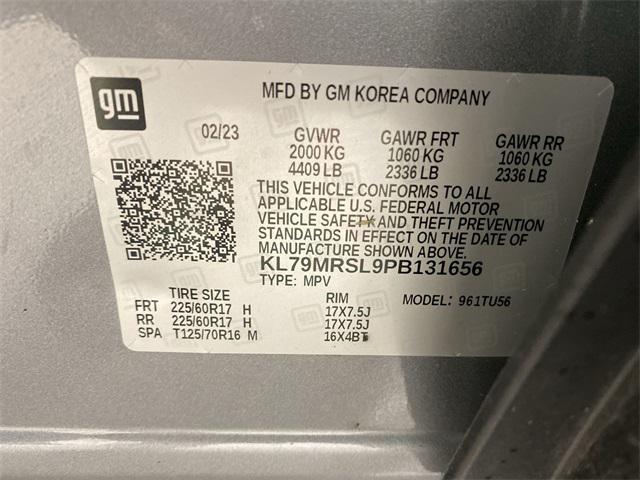 gm
MFD BY GM KOREA COMPANY
02/23 GVWR GAWR FRT GAWR RR
2000 KG 1060 KG 1060 KG
4409 LB 2336 LB 2336 LB
THIS VEHICLE CONFORMS TO ALL
APPLICABLE U.S. FEDERAL MOTOR
VEHICLE SAFETY AND THEFT PREVENTION
STANDARDS IN EFFECT ON THE DATE OF
MANUFACTURE SHOWN ABOVE.
KL79MRSL9PB131656
TYPE: MPV
TIRE SIZE RIM MODEL: 961TU56
FRT 225/60R17 H 17X7.5J
RR 225/60R17 H 17X7.5J
SPA T125/70R16 M 16X4BT